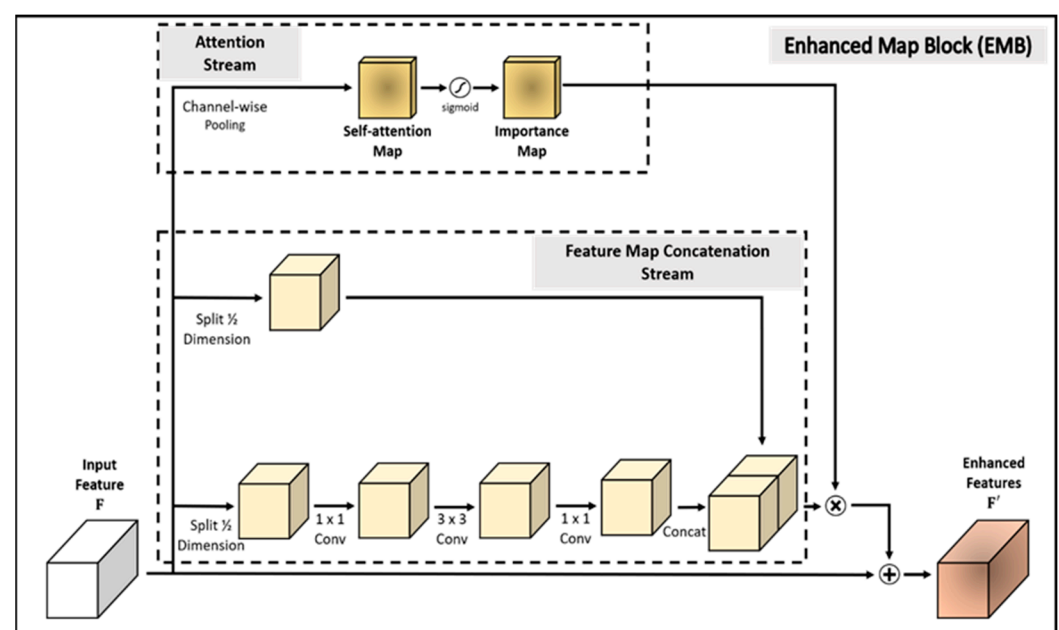 Attention
Stream
Enhanced Map Block (EMB)
Channel-wise
Pooling
sigmoid
Self-attention
Map
Importance
Map
Feature Map Concatenation
Stream
Split ½
Dimension
Input
Feature
F
Split ½
Dimension
1 x 1
Conv
3 x 3
Conv
1 x 1
Conv
Concat
Enhanced
Features
F′